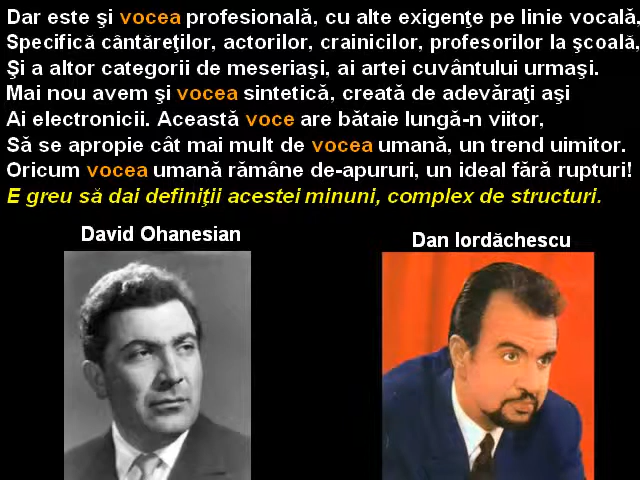 Dar este şi vocea profesională, cu alte exigenţe pe linie vocală,
Specifică cântăreţilor, actorilor, crainicilor, profesorilor la şcoală,
Şi a altor categorii de meseriaşi, ai artei cuvântului urmaşi.
Mai nou avem şi vocea sintetică, creată de adevăraţi aşi
Ai electronicii. Această voce are bătaie lungă-n viitor,
Să se apropie cât mai mult de vocea umană, un trend uimitor.
Oricum vocea umană rămâne de-apururi, un ideal fără rupturi!
E greu să dai definiţii acestei minuni, complex de structuri.
David Ohanesian
Dan Iordăchescu